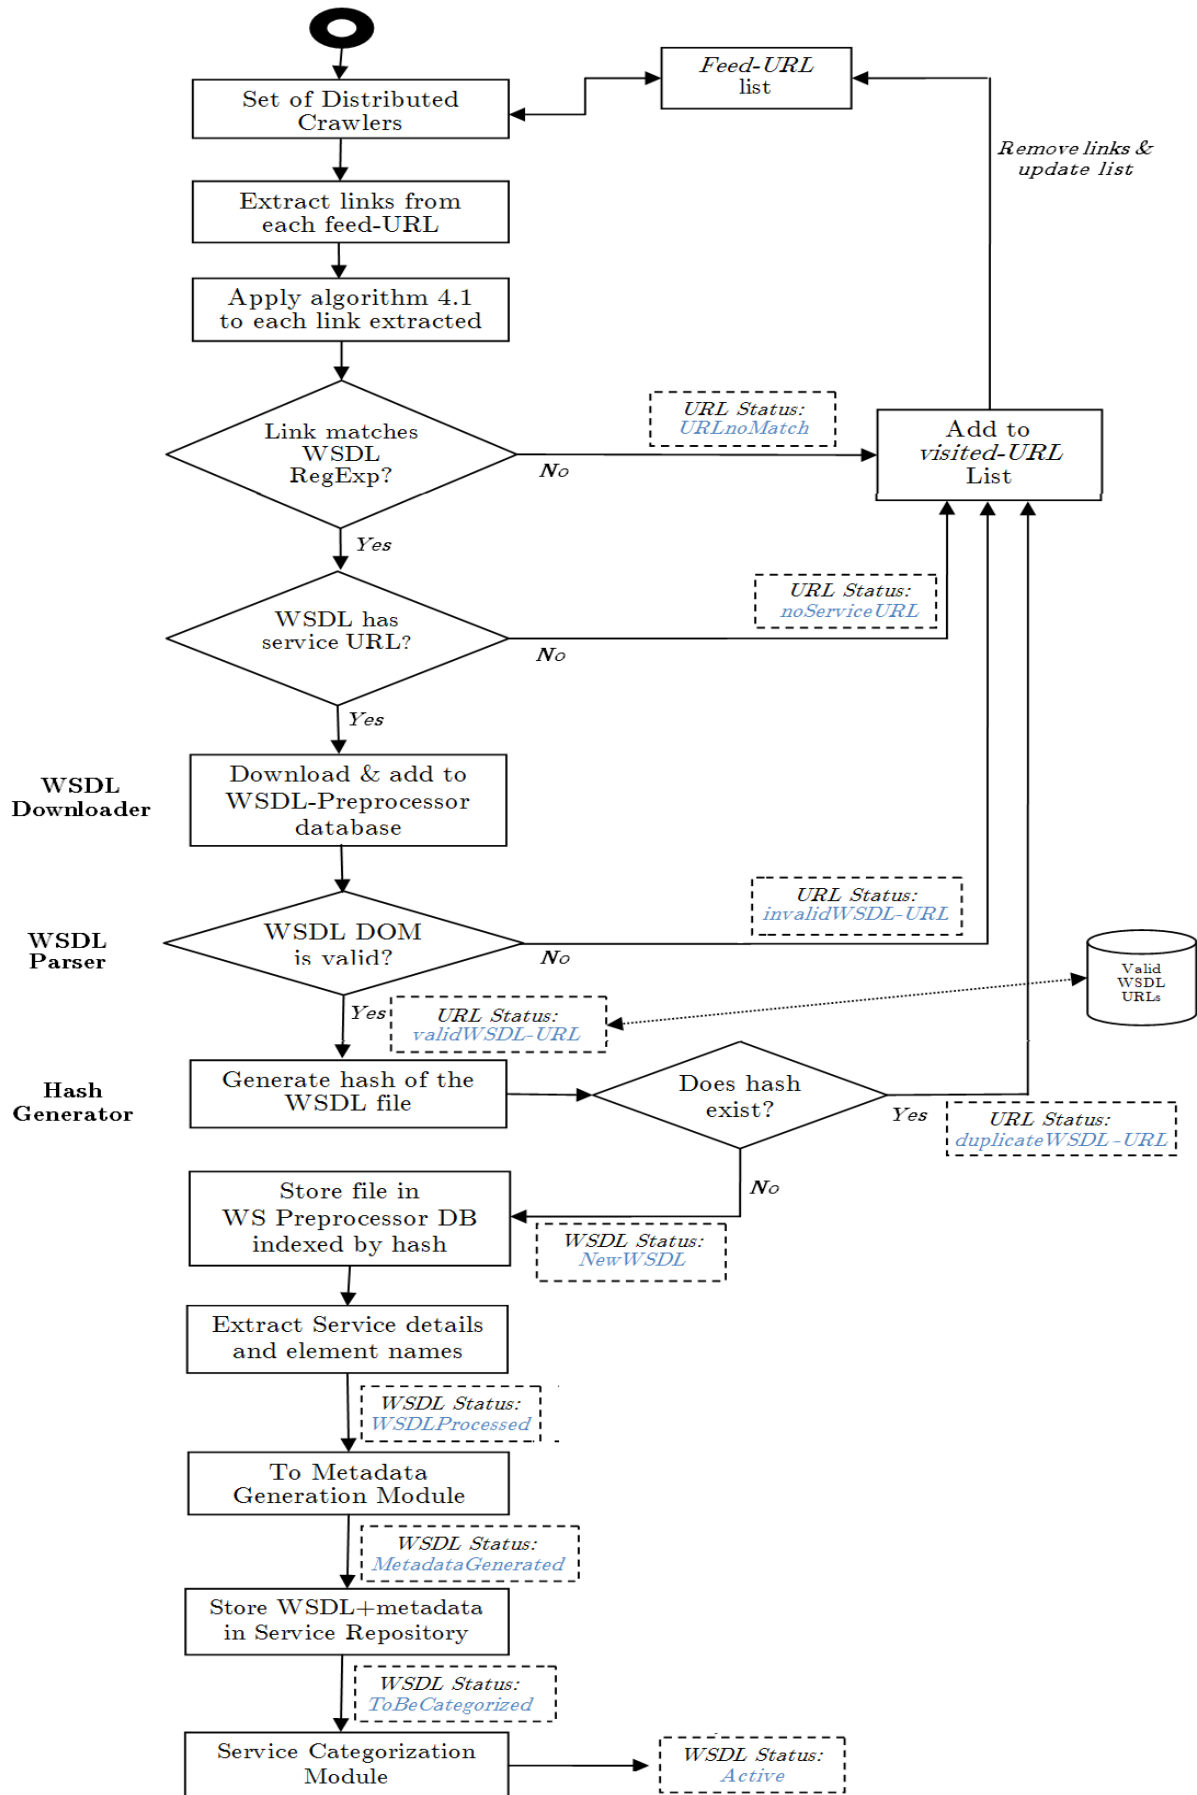 Feed-URL
list
Set of Distributed
Crawlers
Remove links &
update list
Extract links from
each feed-URL
Apply algorithm 4.1
to each link extracted
URL Status:
URLnoMatch
Link matches
WSDL
RegExp?
No
Add to
visited-URL
List
Yes
URL Status:
noServiceURL
WSDL has
service URL?
No
Yes
WSDL
Downloader
Download & add to
WSDL-Preprocessor
database
URL Status:
invalidWSDL-URL
WSDL
Parser
WSDL DOM
is valid?
No
Valid
WSDL
URLs
Yes
URL Status:
validWSDL-URL
Hash
Generator
Generate hash of the
WSDL file
Does hash
exist?
Yes
URL Status:
duplicateWSDL-URL
No
Store file in
WS Preprocessor DB
indexed by hash
WSDL Status:
NewWSDL
Extract Service details
and element names
WSDL Status:
WSDLProcessed
To Metadata
Generation Module
WSDL Status:
MetadataGenerated
Store WSDL+metadata
in Service Repository
WSDL Status:
ToBeCategorized
Service Categorization
Module
WSDL Status:
Active